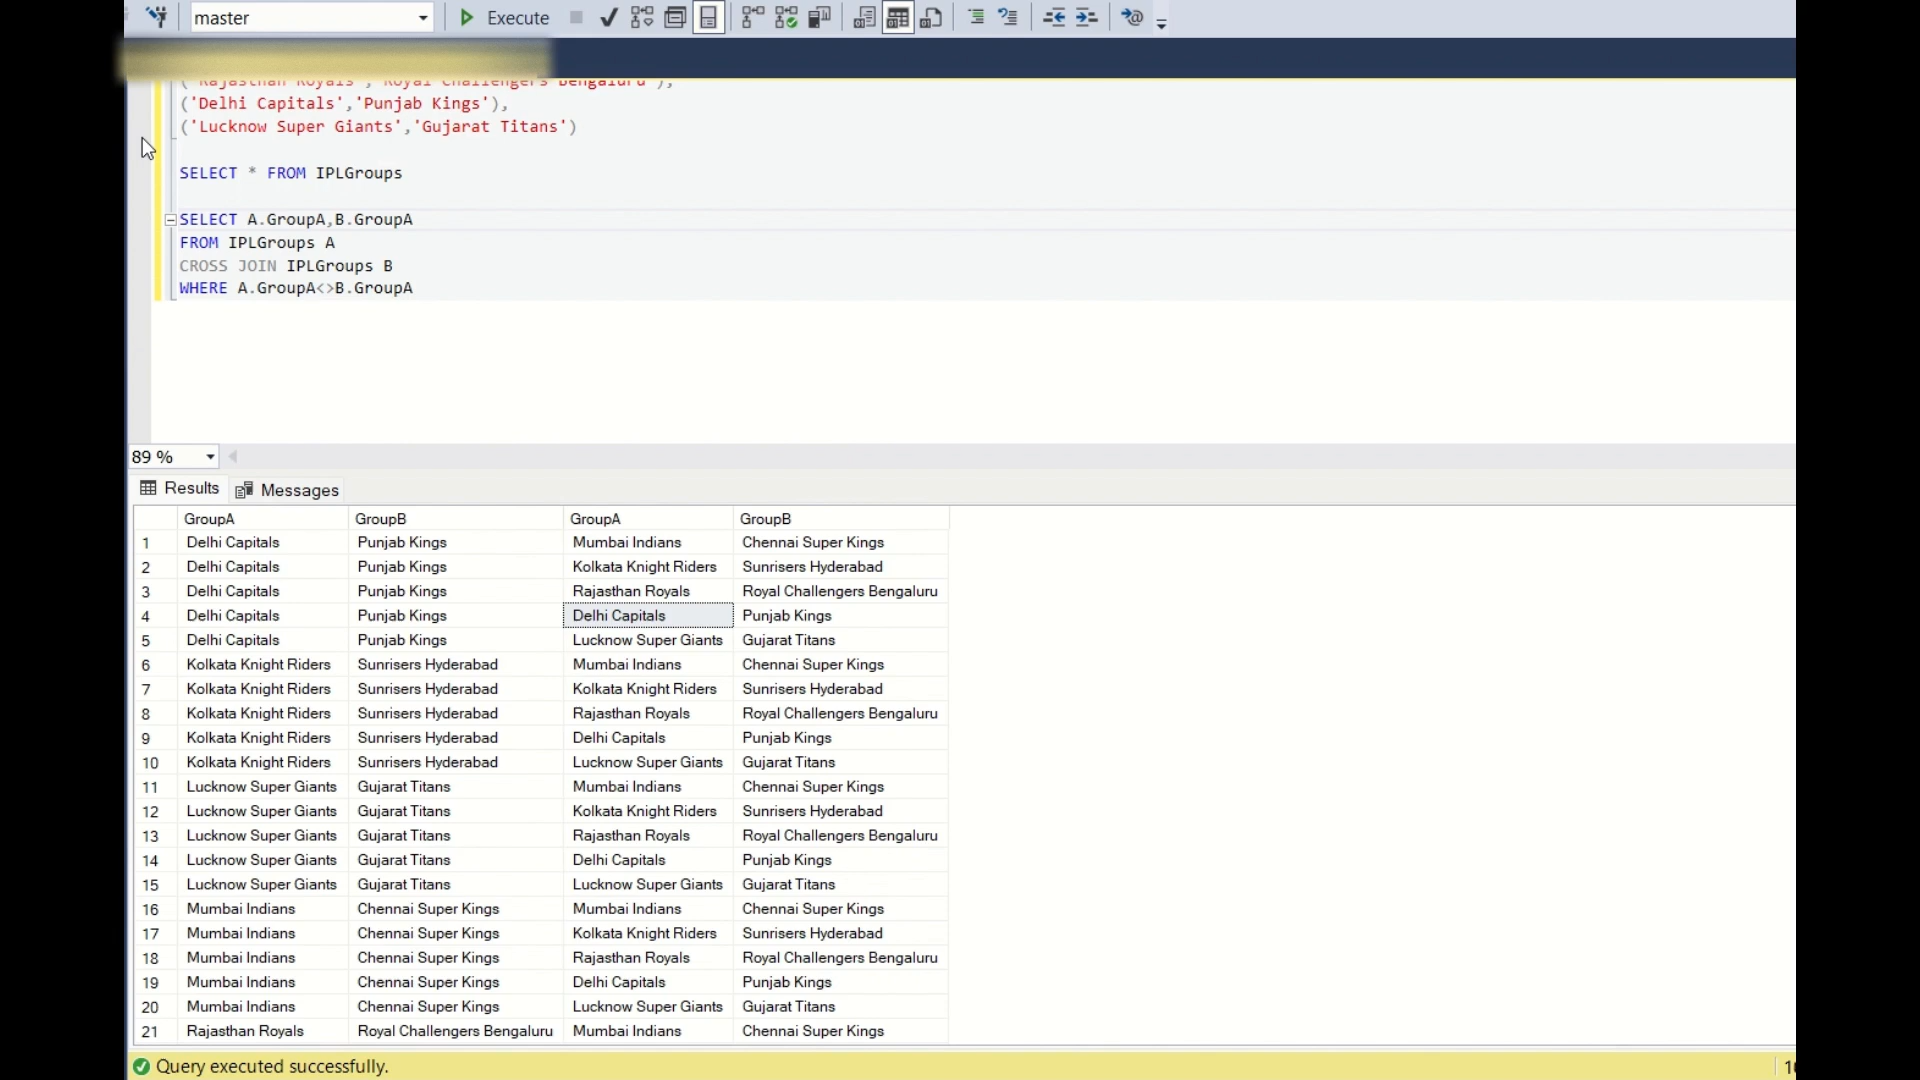 master
Execute
('Rajasthan Royals','Royal Challengers Bengaluru'),
('Delhi Capitals','Punjab Kings'),
('Lucknow Super Giants','Gujarat Titans')
SELECT * FROM IPLGroups
SELECT A.GroupA,B.GroupA
FROM IPLGroups A
CROSS JOIN IPLGroups B
WHERE A.GroupA<>B.GroupA
89 %
Results Messages
GroupA GroupB GroupA GroupB
1 Delhi Capitals Punjab Kings Mumbai Indians Chennai Super Kings
2 Delhi Capitals Punjab Kings Kolkata Knight Riders Sunrisers Hyderabad
3 Delhi Capitals Punjab Kings Rajasthan Royals Royal Challengers Bengaluru
4 Delhi Capitals Punjab Kings Delhi Capitals Punjab Kings
5 Delhi Capitals Punjab Kings Lucknow Super Giants Gujarat Titans
6 Kolkata Knight Riders Sunrisers Hyderabad Mumbai Indians Chennai Super Kings
7 Kolkata Knight Riders Sunrisers Hyderabad Kolkata Knight Riders Sunrisers Hyderabad
8 Kolkata Knight Riders Sunrisers Hyderabad Rajasthan Royals Royal Challengers Bengaluru
9 Kolkata Knight Riders Sunrisers Hyderabad Delhi Capitals Punjab Kings
10 Kolkata Knight Riders Sunrisers Hyderabad Lucknow Super Giants Gujarat Titans
11 Lucknow Super Giants Gujarat Titans Mumbai Indians Chennai Super Kings
12 Lucknow Super Giants Gujarat Titans Kolkata Knight Riders Sunrisers Hyderabad
13 Lucknow Super Giants Gujarat Titans Rajasthan Royals Royal Challengers Bengaluru
14 Lucknow Super Giants Gujarat Titans Delhi Capitals Punjab Kings
15 Lucknow Super Giants Gujarat Titans Lucknow Super Giants Gujarat Titans
16 Mumbai Indians Chennai Super Kings Mumbai Indians Chennai Super Kings
17 Mumbai Indians Chennai Super Kings Kolkata Knight Riders Sunrisers Hyderabad
18 Mumbai Indians Chennai Super Kings Rajasthan Royals Royal Challengers Bengaluru
19 Mumbai Indians Chennai Super Kings Delhi Capitals Punjab Kings
20 Mumbai Indians Chennai Super Kings Lucknow Super Giants Gujarat Titans
21 Rajasthan Royals Royal Challengers Bengaluru Mumbai Indians Chennai Super Kings
Query executed successfully.